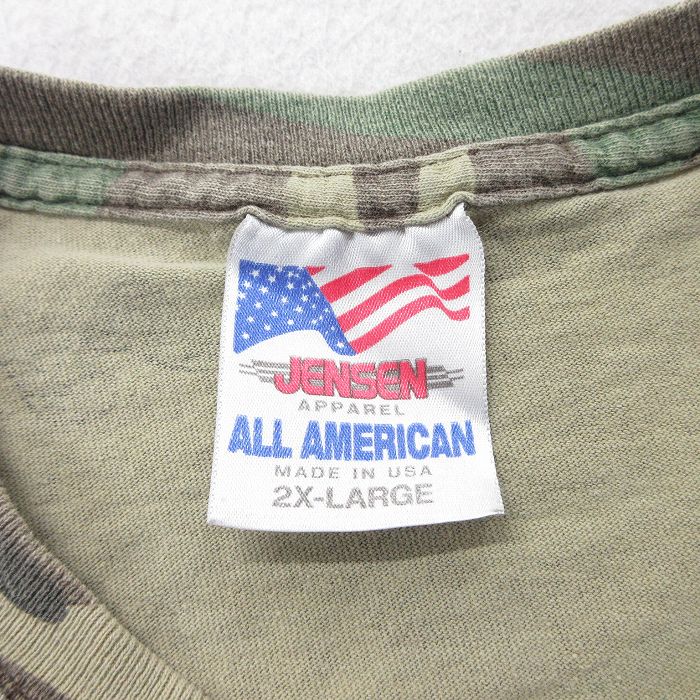 JENSEN
APPAREL
ALL AMERICAN
MADE IN USA
2X-LARGE